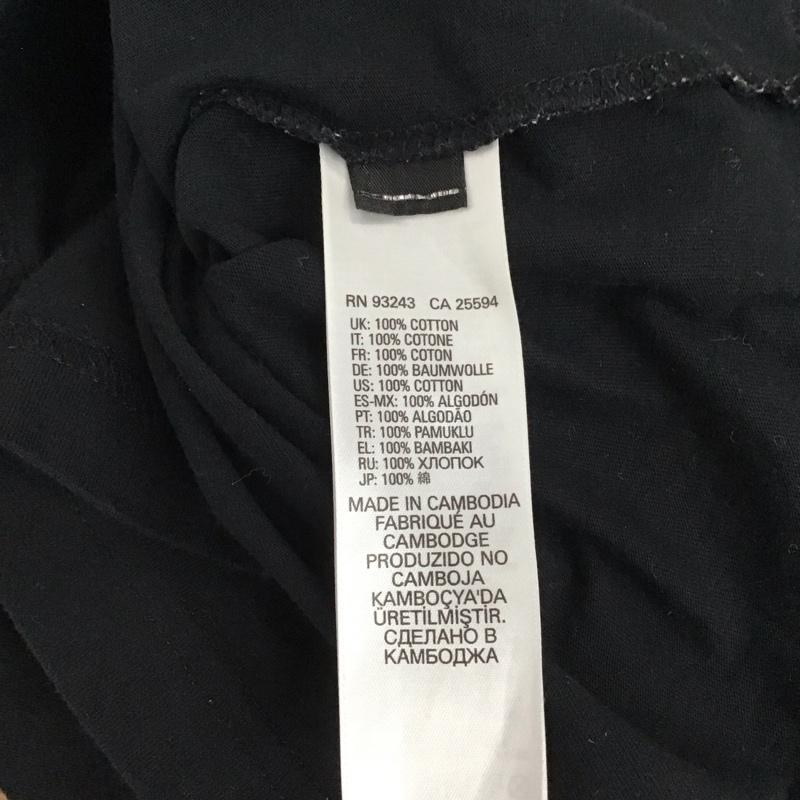 RN 93243 CA 25594
UK: 100% COTTON
IT: 100% COTONE
FR: 100% COTON
DE: 100% BAUMWOLLE
US: 100% COTTON
ES-MX: 100% ALGODÓN
PT: 100% ALGODÃO
TR: 100% PAMUKLU
EL: 100% BAMBAKI
RU: 100% ХЛОПОК
JP: 100% 綿
MADE IN CAMBODIA
FABRIQUÉ AU
CAMBODGE
PRODUZIDO NO
CAMBOJA
KAMBOÇYA'DA
ÜRETİLMİŞTİR.
СДЕЛАНО В
КАМБОДЖА